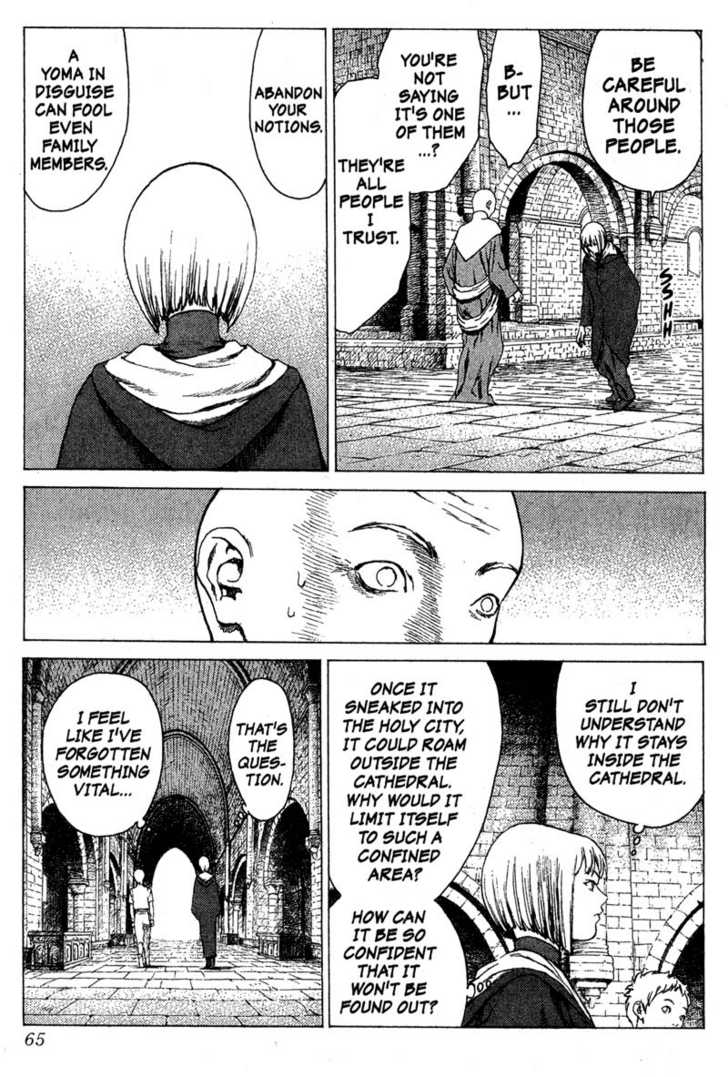 BE
CAREFUL
AROUND
THOSE
PEOPLE.
B-
BUT
...
YOU'RE
NOT
SAYING
IT'S ONE
OF THEM
...?
THEY'RE
ALL
PEOPLE
I
TRUST.
SSHH
ABANDON
YOUR
NOTIONS.
A
YOMA IN
DISGUISE
CAN FOOL
EVEN
FAMILY
MEMBERS.
I
STILL DON'T
UNDERSTAND
WHY IT STAYS
INSIDE THE
CATHEDRAL.
ONCE IT
SNEAKED INTO
THE HOLY CITY,
IT COULD ROAM
OUTSIDE THE
CATHEDRAL.
WHY WOULD IT
LIMIT ITSELF
TO SUCH A
CONFINED
AREA?
HOW CAN
IT BE SO
CONFIDENT
THAT IT
WON'T BE
FOUND OUT?
THAT'S
THE
QUES-
TION.
I FEEL
LIKE I'VE
FORGOTTEN
SOMETHING
VITAL...
65